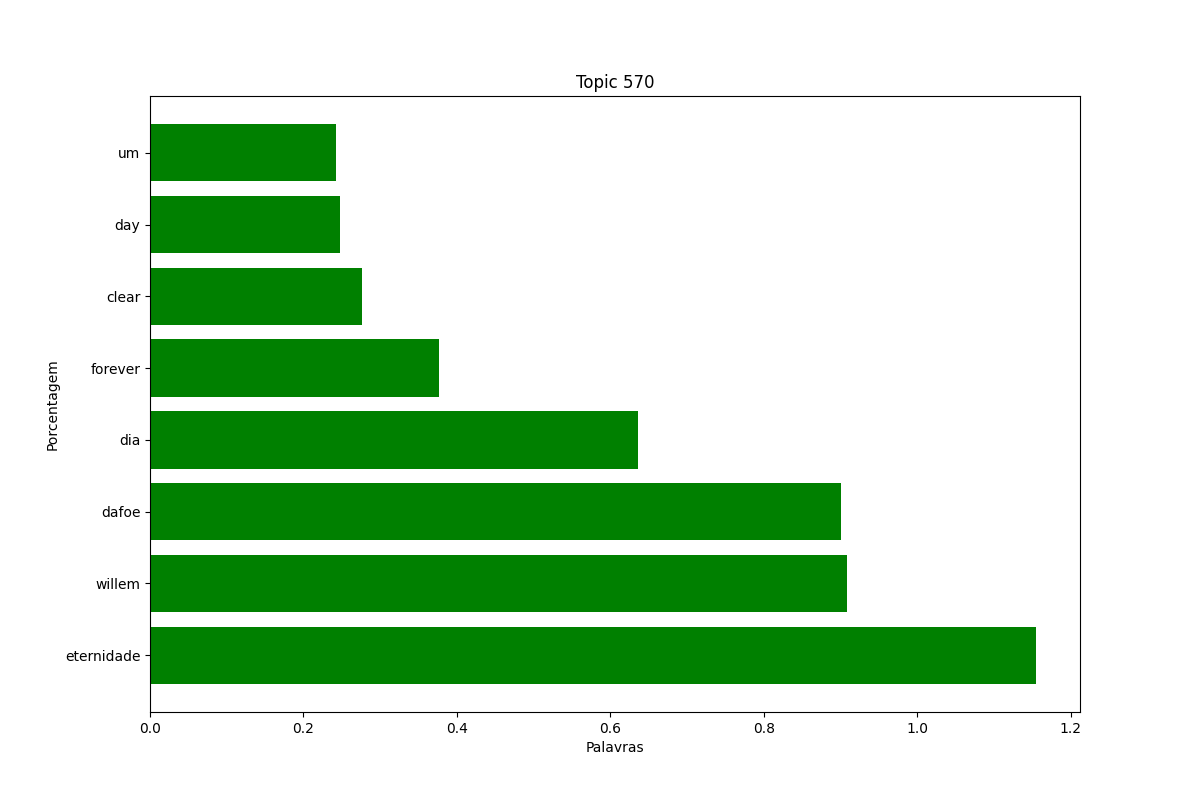 Topic 570
um
day
clear
forever
dia
dafoe
willem
eternidade
Porcentagem
0.0 0.2 0.4 0.6 0.8 1.0 1.2
Palavras